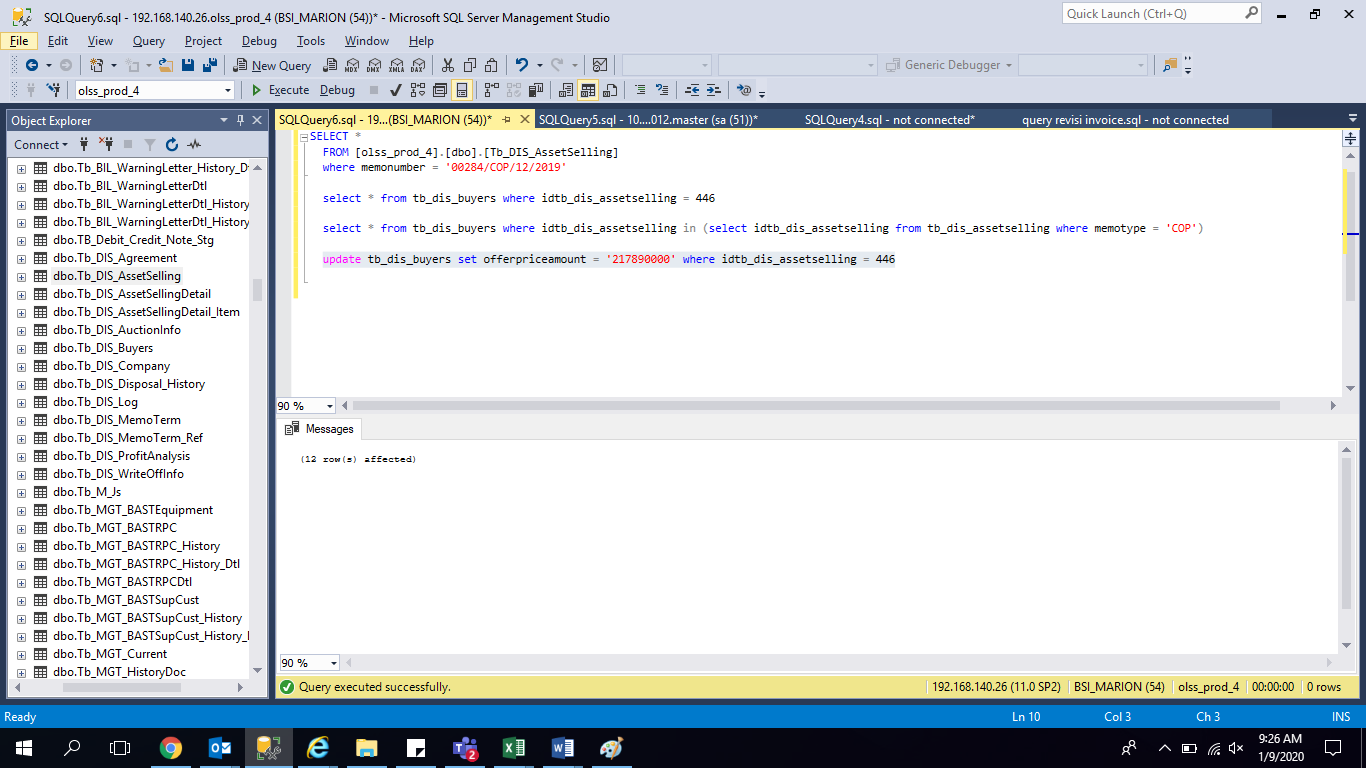 SQLQuery6.sql - 192.168.140.26.olss_prod_4 (BSI_MARION (54))* - Microsoft SQL Server Management Studio
Quick Launch (Ctrl+Q)
File Edit View Query Project Debug Tools Window Help
New Query MDX DMX XMLA DAX Generic Debugger
olss_prod_4 Execute Debug
Object Explorer
Connect
dbo.Tb_BIL_WarningLetter_History_D
dbo.Tb_BIL_WarningLetterDtl
dbo.Tb_BIL_WarningLetterDtl_History
dbo.Tb_BIL_WarningLetterDtl_History
dbo.TB_Debit_Credit_Note_Stg
dbo.Tb_DIS_Agreement
dbo.Tb_DIS_AssetSelling
dbo.Tb_DIS_AssetSellingDetail
dbo.Tb_DIS_AssetSellingDetail_Item
dbo.Tb_DIS_AuctionInfo
dbo.Tb_DIS_Buyers
dbo.Tb_DIS_Company
dbo.Tb_DIS_Disposal_History
dbo.Tb_DIS_Log
dbo.Tb_DIS_MemoTerm
dbo.Tb_DIS_MemoTerm_Ref
dbo.Tb_DIS_ProfitAnalysis
dbo.Tb_DIS_WriteOffInfo
dbo.Tb_M_Js
dbo.Tb_MGT_BASTEquipment
dbo.Tb_MGT_BASTRPC
dbo.Tb_MGT_BASTRPC_History
dbo.Tb_MGT_BASTRPC_History_Dtl
dbo.Tb_MGT_BASTRPCDtl
dbo.Tb_MGT_BASTSupCust
dbo.Tb_MGT_BASTSupCust_History
dbo.Tb_MGT_BASTSupCust_History_
dbo.Tb_MGT_Current
dbo.Tb_MGT_HistoryDoc
SQLQuery6.sql - 19...(BSI_MARION (54))* SQLQuery5.sql - 10....012.master (sa (51))* SQLQuery4.sql - not connected* query revisi invoice.sql - not connected
SELECT *
FROM [olss_prod_4].[dbo].[Tb_DIS_AssetSelling]
where memonumber = '00284/COP/12/2019'
select * from tb_dis_buyers where idtb_dis_assetselling = 446
select * from tb_dis_buyers where idtb_dis_assetselling in (select idtb_dis_assetselling from tb_dis_assetselling where memotype = 'COP')
update tb_dis_buyers set offerpriceamount = '217890000' where idtb_dis_assetselling = 446
90 %
Messages
(12 row(s) affected)
90 %
Query executed successfully. 192.168.140.26 (11.0 SP2) BSI_MARION (54) olss_prod_4 00:00:00 0 rows
Ready Ln 10 Col 3 Ch 3 INS
2
9:26 AM
1/9/2020